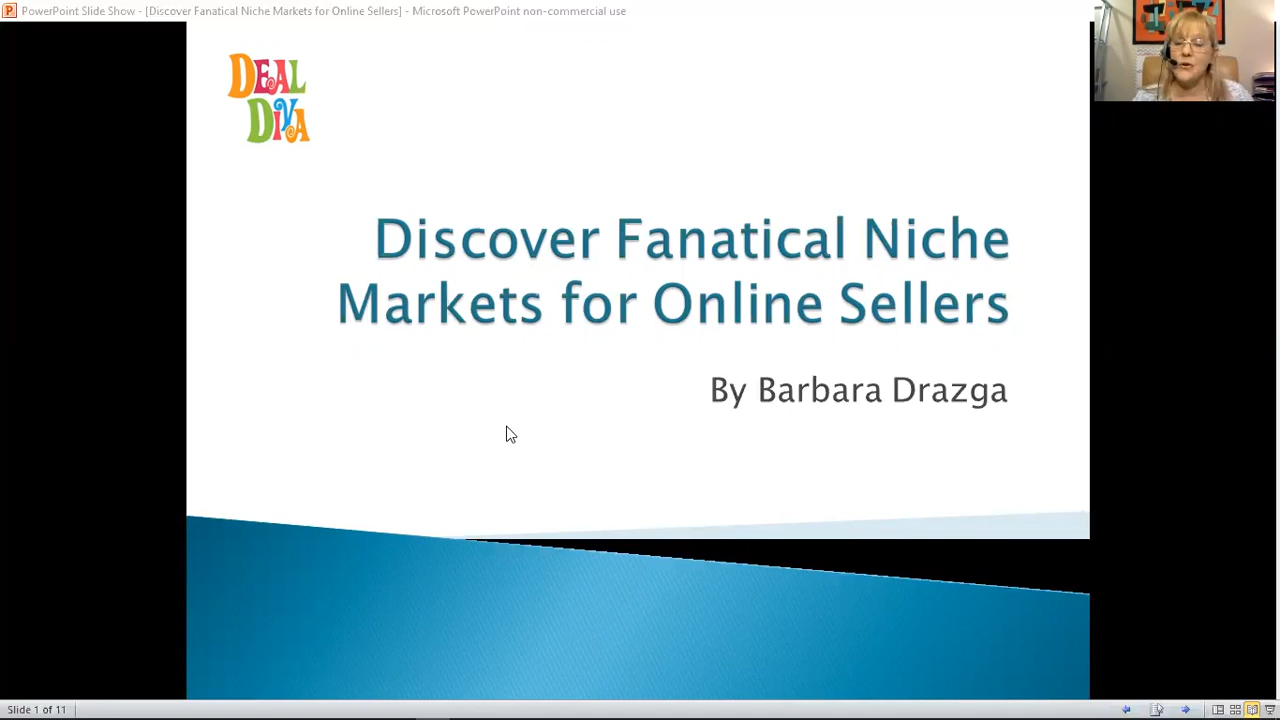 PowerPoint Slide Show - [Discover Fanatical Niche Markets for Online Sellers] - Microsoft PowerPoint non-commercial use
DEAL
DIVA
Discover Fanatical Niche
Markets for Online Sellers
By Barbara Drazga
Slide 1 of 11